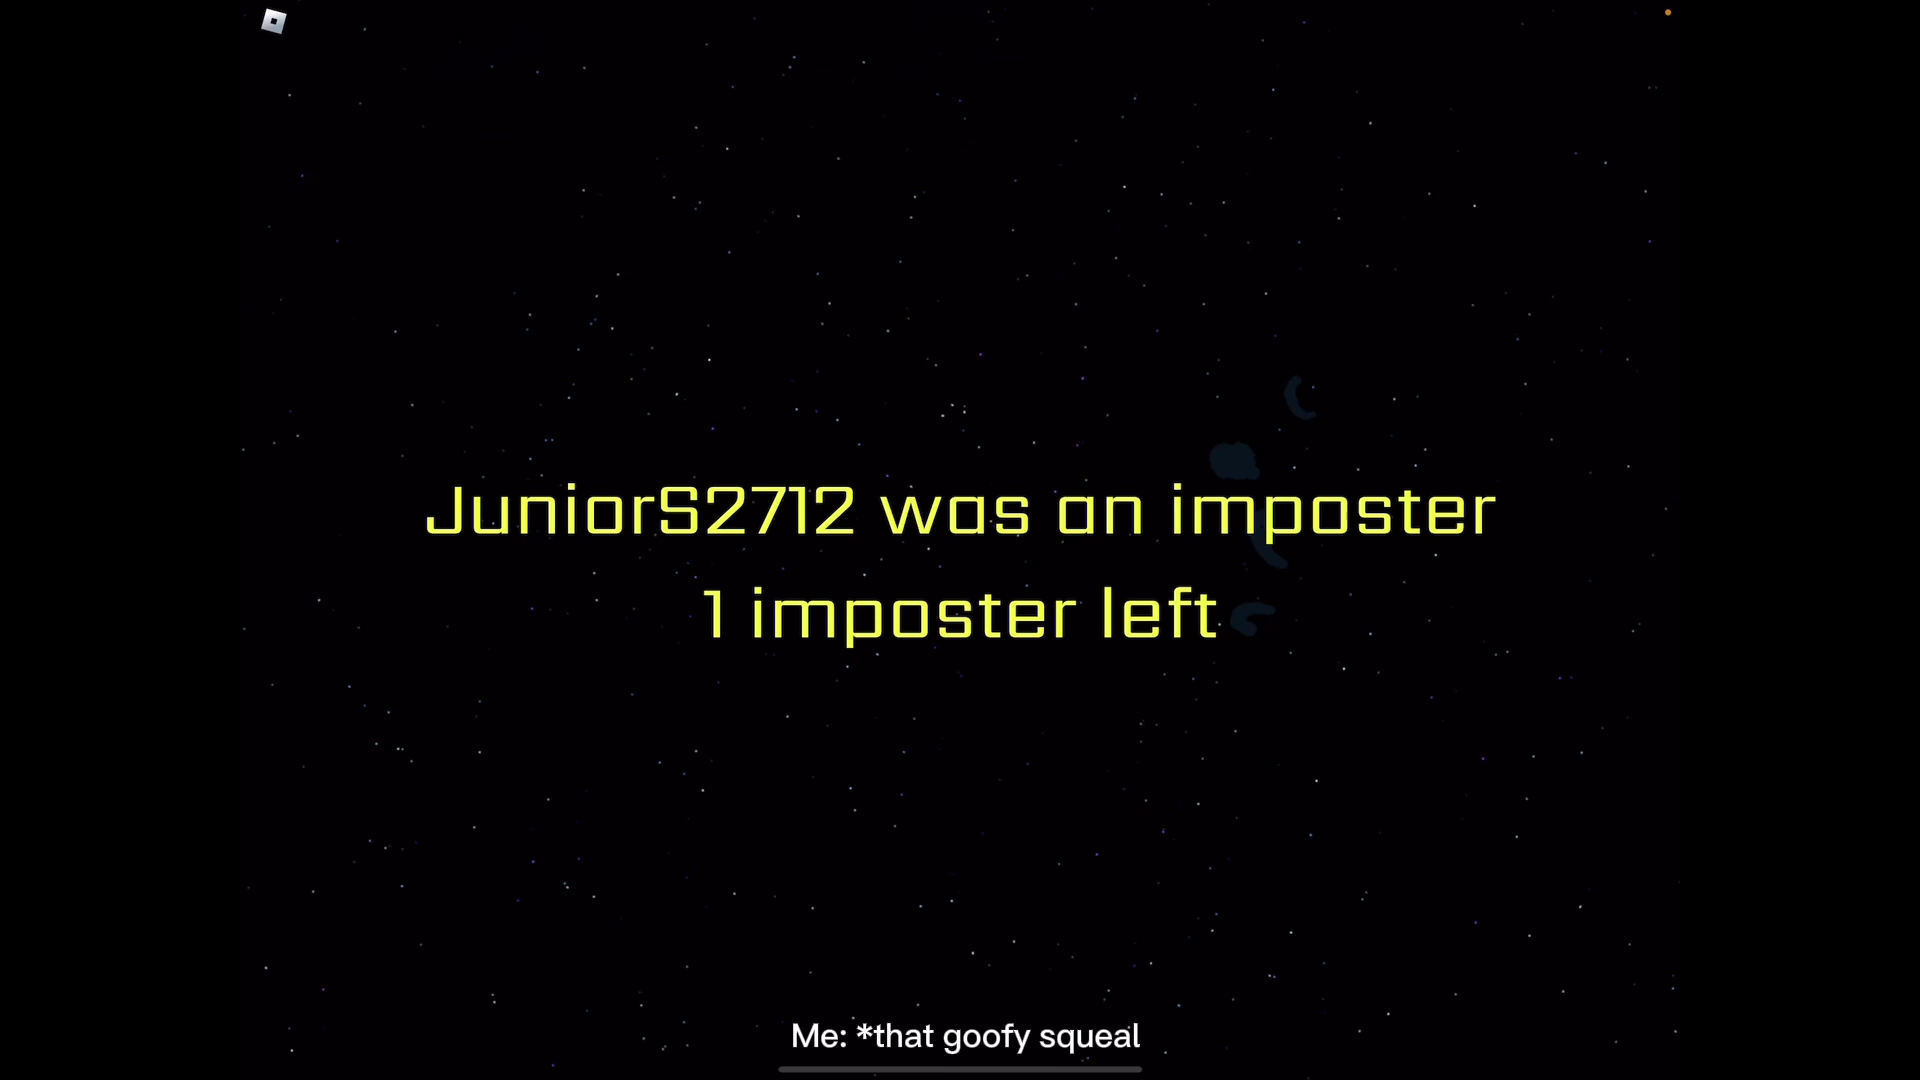 JuniorS2712 was an imposter
1 imposter left
Me: *that goofy squeal